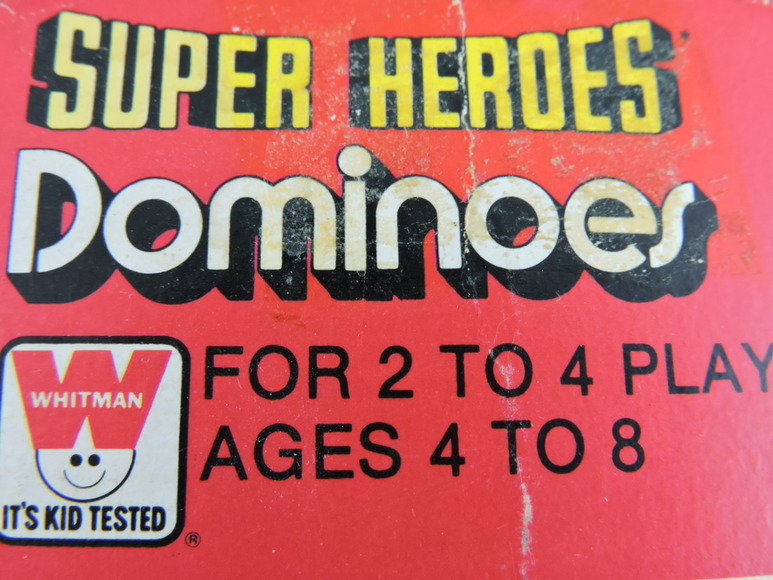 SUPER HEROES
Dominoes
FOR 2 TO 4 PLAY
AGES 4 TO 8
WHITMAN
IT'S KID TESTED
®